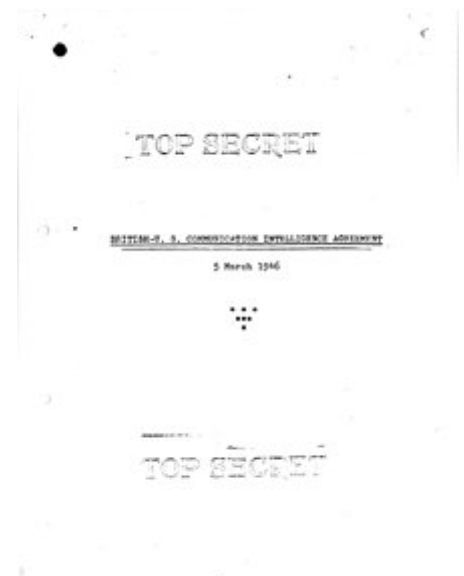 TOP SECRET
BRITISH-U. S. COMMUNICATION INTELLIGENCE AGREEMENT
5 March 1946
TOP SECRET